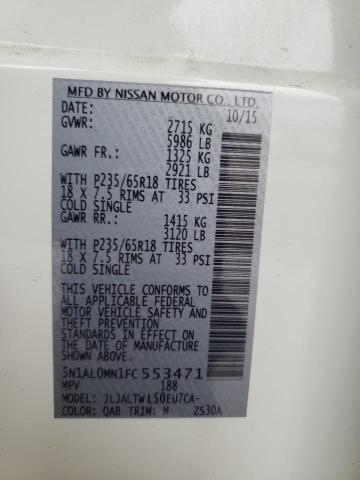 MFD BY NISSAN MOTOR CO., LTD.
DATE: 10/15
GVWR: 2715 KG
5986 LB
GAWR FR.: 1325 KG
2921 LB
WITH P235/65R18 TIRES
18 X 7.5 RIMS AT 33 PSI
COLD SINGLE
GAWR RR.: 1415 KG
3120 LB
WITH P235/65R18 TIRES
18 X 7.5 RIMS AT 33 PSI
COLD SINGLE
THIS VEHICLE CONFORMS TO
ALL APPLICABLE FEDERAL
MOTOR VEHICLE SAFETY AND
THEFT PREVENTION
STANDARDS IN EFFECT ON
THE DATE OF MANUFACTURE
SHOWN ABOVE.
5N1AL0MN1FC553471
MPV 188
MODEL: JLJALTWL50EU7CA-
COLOR: QAB TRIM: M ZS30A